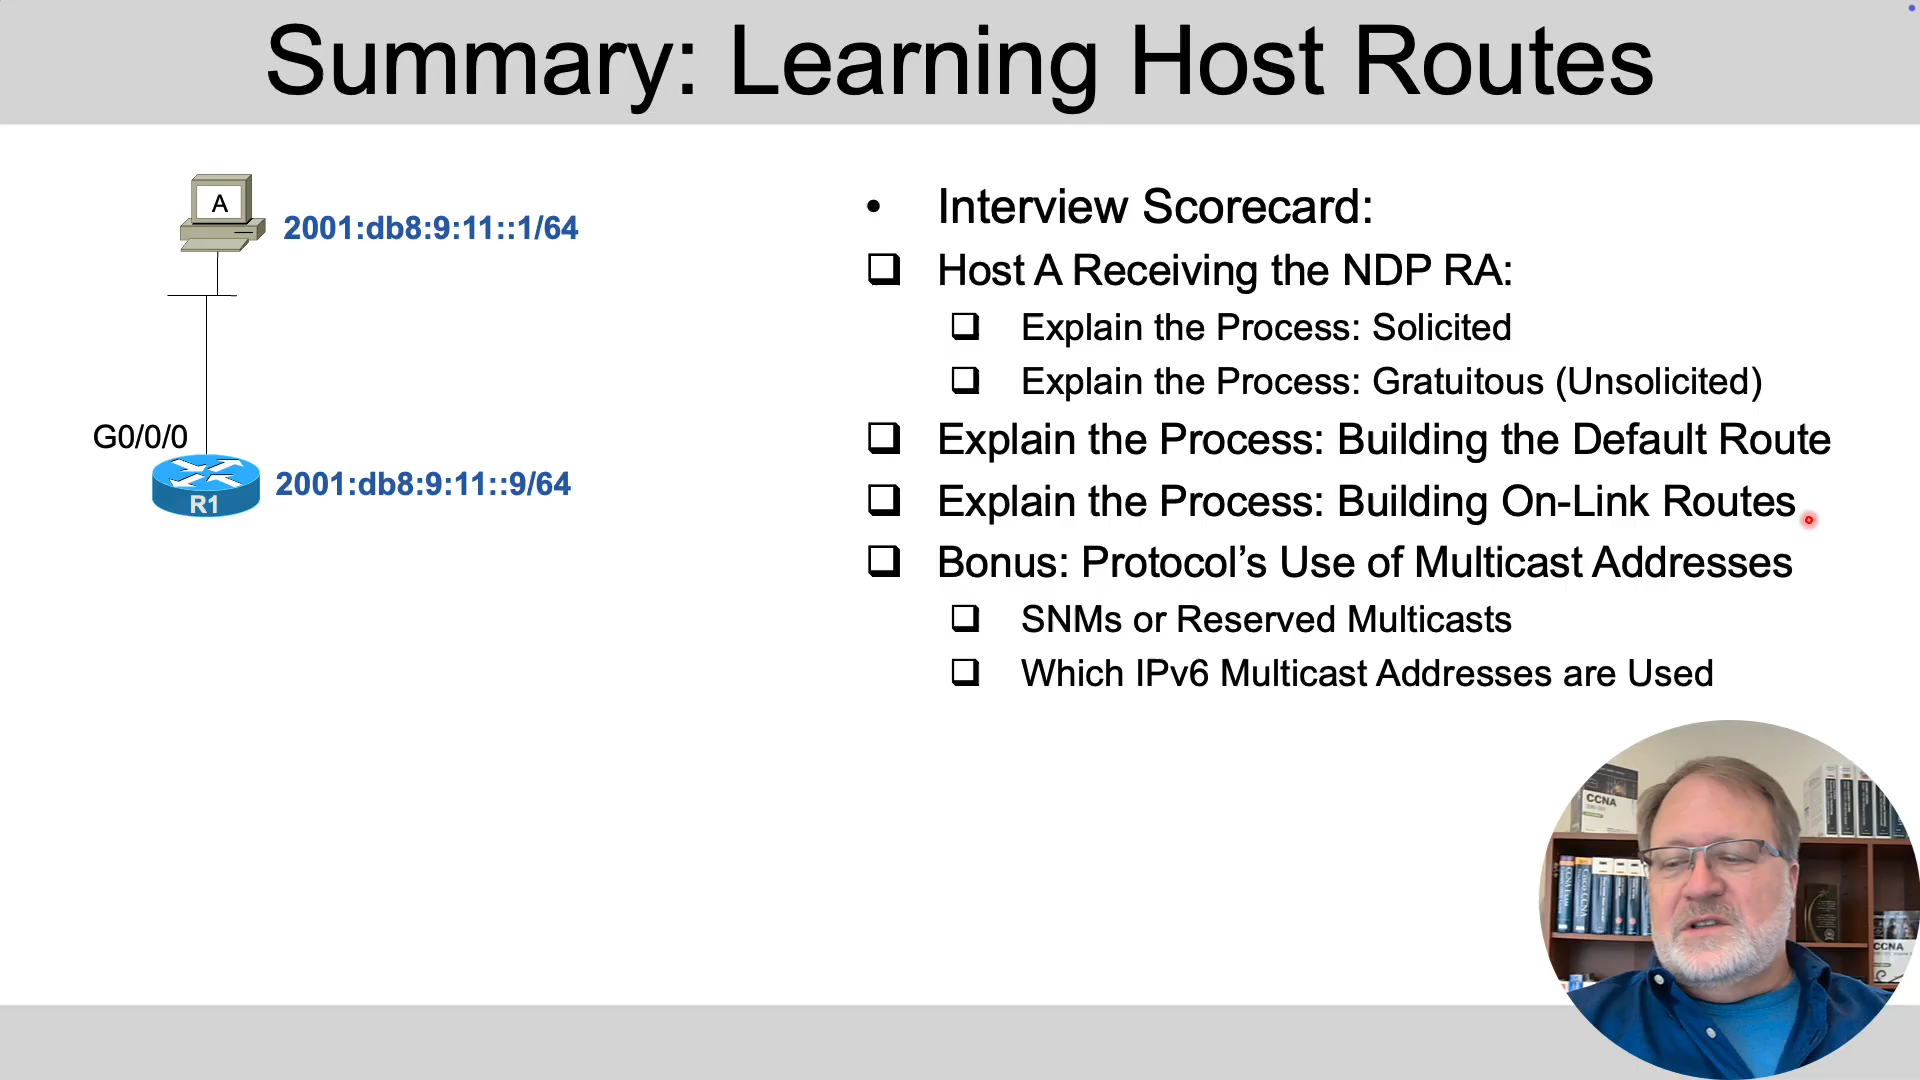 Summary: Learning Host Routes
A
2001:db8:9:11::1/64
G0/0/0
R1
2001:db8:9:11::9/64
• Interview Scorecard:
❑ Host A Receiving the NDP RA:
❑ Explain the Process: Solicited
❑ Explain the Process: Gratuitous (Unsolicited)
❑ Explain the Process: Building the Default Route
❑ Explain the Process: Building On-Link Routes
❑ Bonus: Protocol’s Use of Multicast Addresses
❑ SNMs or Reserved Multicasts
❑ Which IPv6 Multicast Addresses are Used
CCNA
CCNA